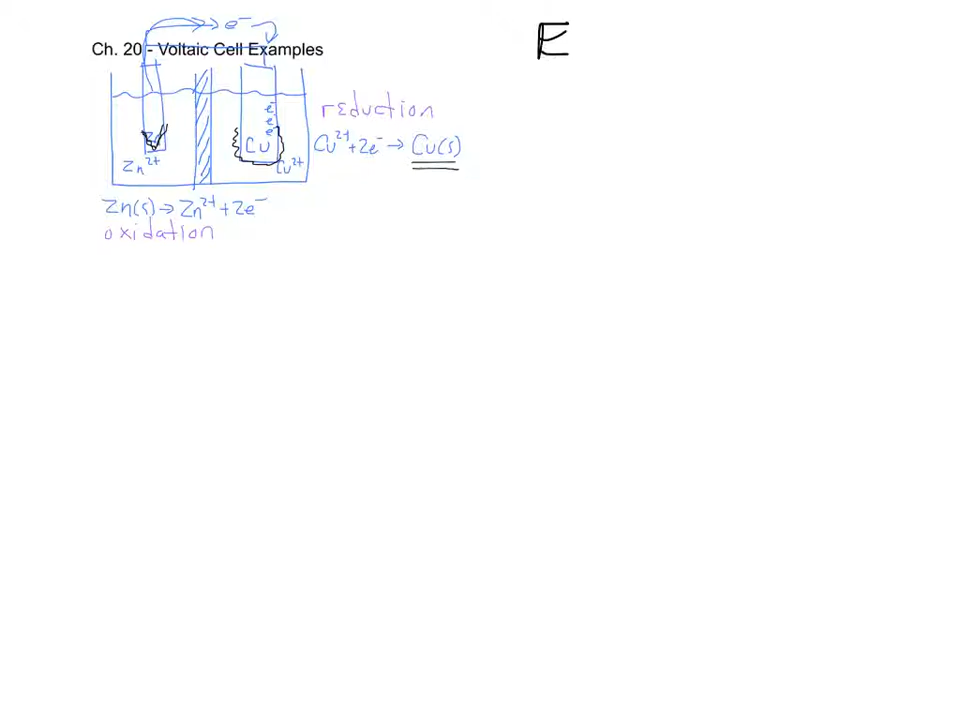 e⁻
Ch. 20 - Voltaic Cell Examples
E
e⁻
e⁻
e⁻
reduction
Cu
Cu²⁺ + 2e⁻ → Cu(s)
Zn²⁺
Cu²⁺
Zn(s) → Zn²⁺ + 2e⁻
oxidation